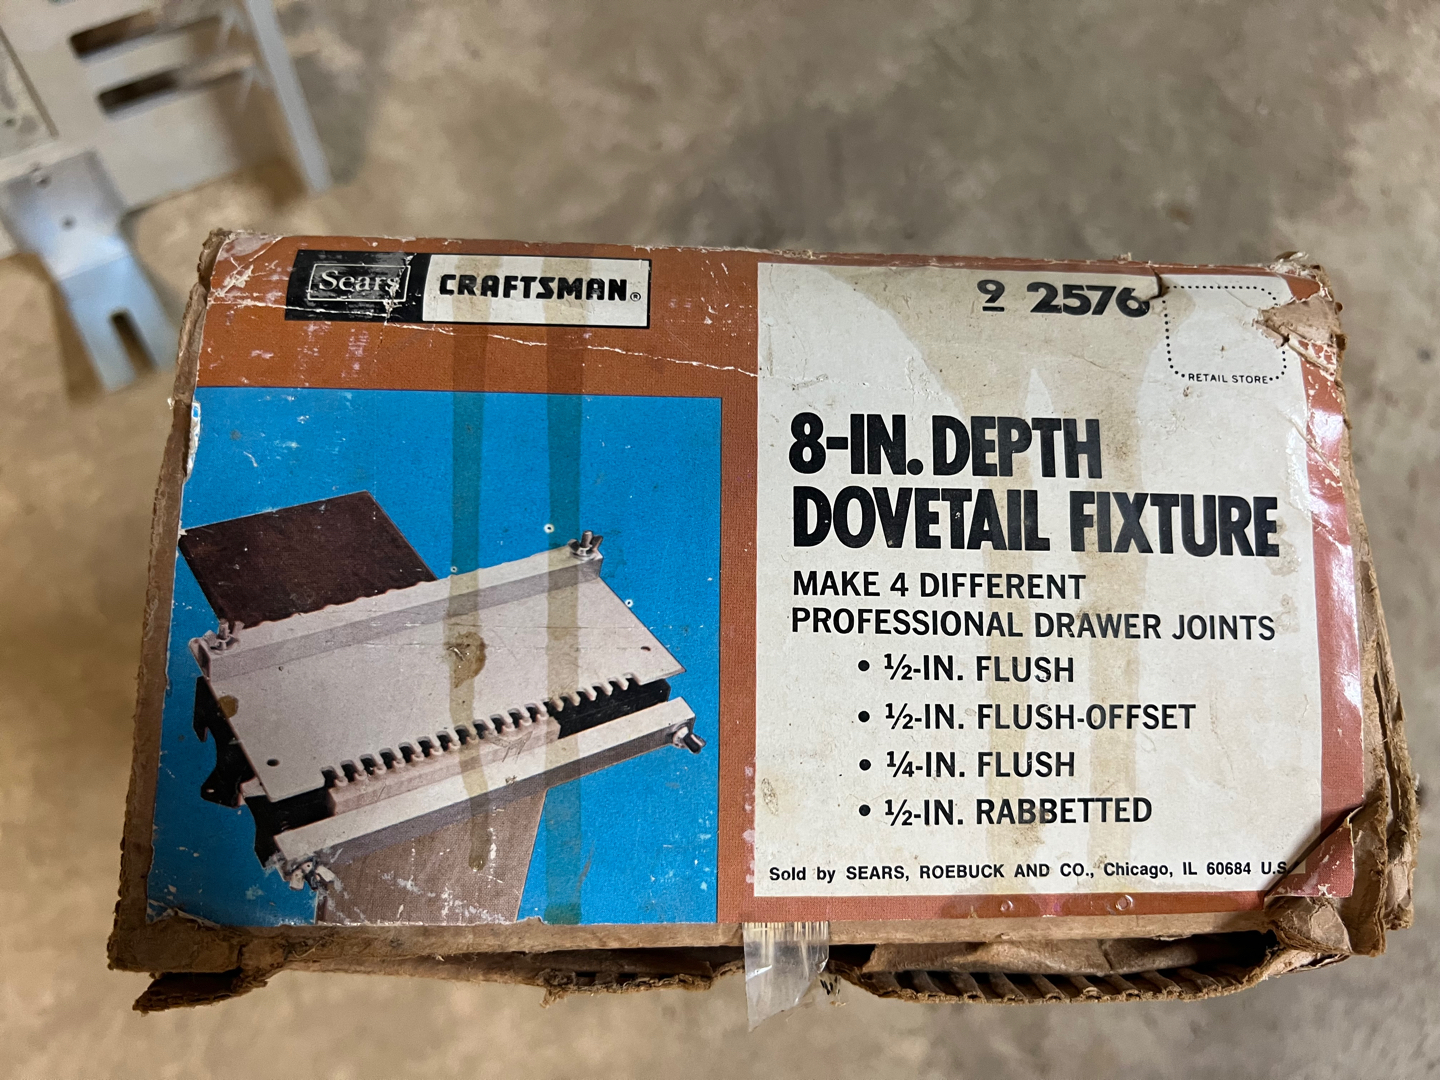 Sears CRAFTSMAN®
9 2576
RETAIL STORE
8-IN. DEPTH
DOVETAIL FIXTURE
MAKE 4 DIFFERENT
PROFESSIONAL DRAWER JOINTS
• ½-IN. FLUSH
• ½-IN. FLUSH-OFFSET
• ¼-IN. FLUSH
• ½-IN. RABBETTED
Sold by SEARS, ROEBUCK AND CO., Chicago, IL 60684 U.S.